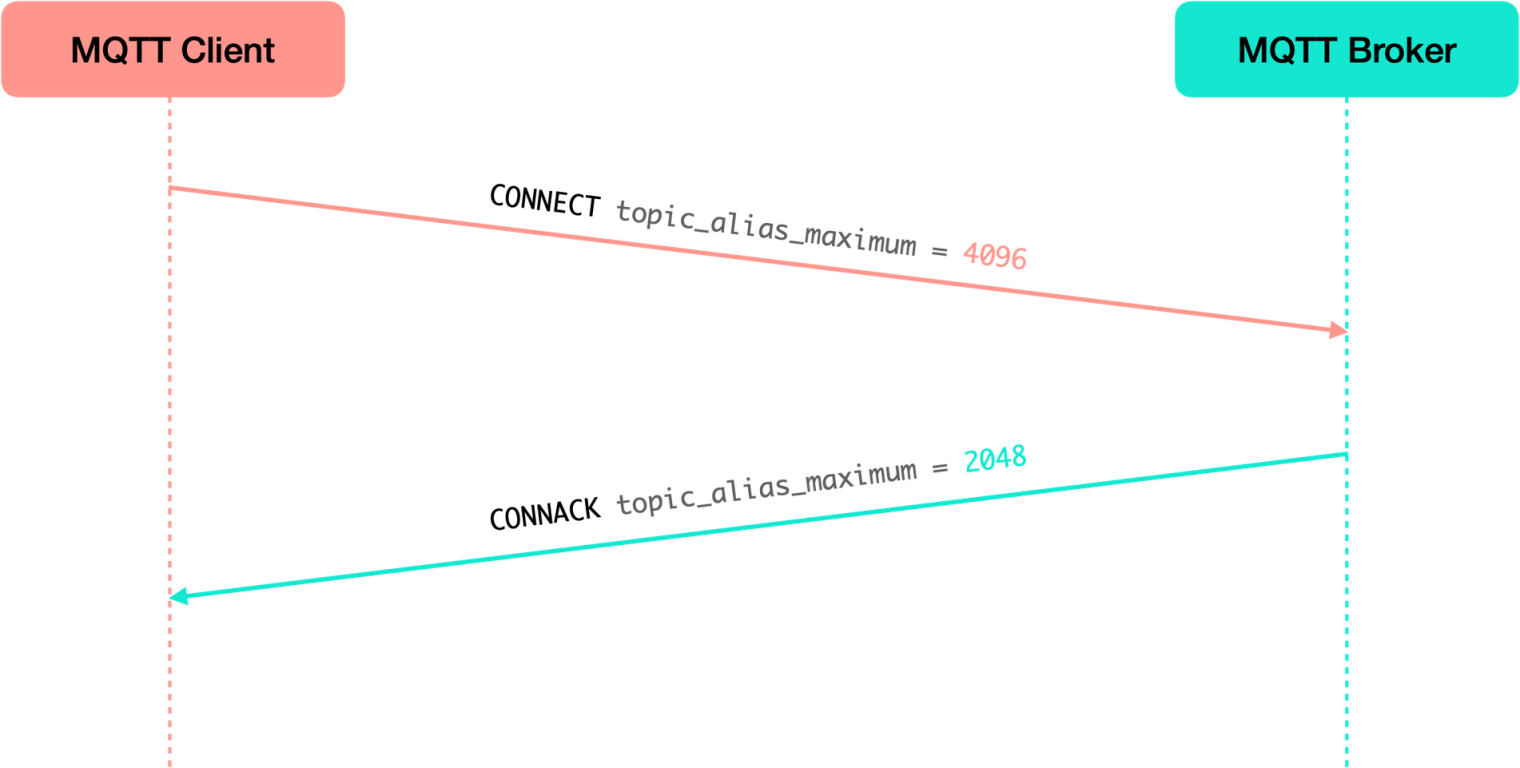 MQTT Client
MQTT Broker
CONNECT topic_alias_maximum = 4096
CONNACK topic_alias_maximum = 2048